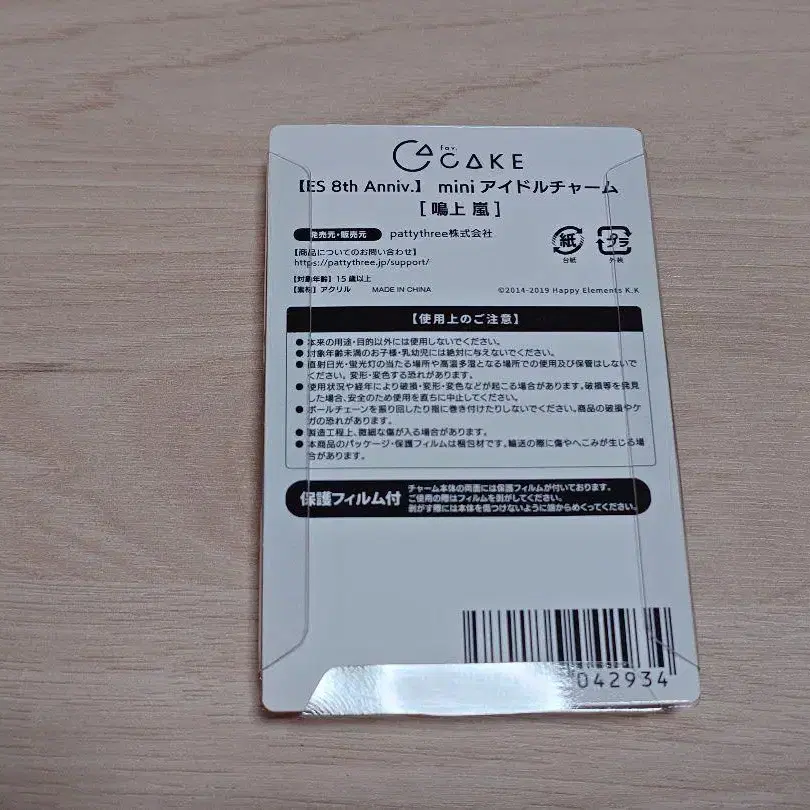 fav.
CAKE
【ES 8th Anniv.】 mini アイドルチャーム
[ 鳴上 嵐 ]
発売元・販売元 pattythree株式会社
【商品についてのお問い合わせ】
https://pattythree.jp/support/
紙 プラ
台紙 外装
【対象年齢】15歳以上
【素材】アクリル MADE IN CHINA ©2014-2019 Happy Elements K.K
【使用上のご注意】
● 本来の用途・目的以外には使用しないでください。
● 対象年齢未満のお子様・乳幼児には絶対に与えないでください。
● 直射日光・蛍光灯の当たる場所や高温多湿となる場所での使用及び保管はしないで
ください。変形・変色する恐れがあります。
● 使用状況や経年により破損・変形・変色などが起こる場合があります。破損等を発見
した場合、安全のため使用を直ちに中止してください。
● ボールチェーンを振り回したり指に巻き付けたりしないでください。商品の破損やケ
ガの恐れがあります。
● 製造工程上、微細な傷が入る場合があります。
● 本商品のパッケージ・保護フィルムは梱包材です。輸送の際に傷やへこみが生じる場
合があります。
保護フィルム付
チャーム本体の両面には保護フィルムが付いております。
ご使用の際はフィルムを剥がしてください。
剥がす際には本体を傷つけないように端からめくってください。
042934